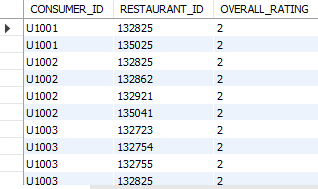 CONSUMER_ID RESTAURANT_ID OVERALL_RATING
U1001 132825 2
U1001 135025 2
U1002 132825 2
U1002 132862 2
U1002 132921 2
U1002 135041 2
U1003 132723 2
U1003 132754 2
U1003 132755 2
U1003 132825 2